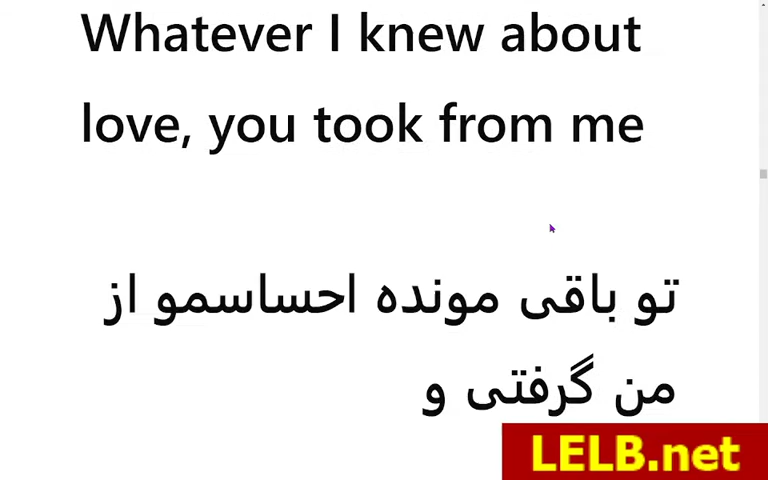 Whatever I knew about
love, you took from me
تو باقی مونده احساسمو از
من گرفتی و
LELB.net